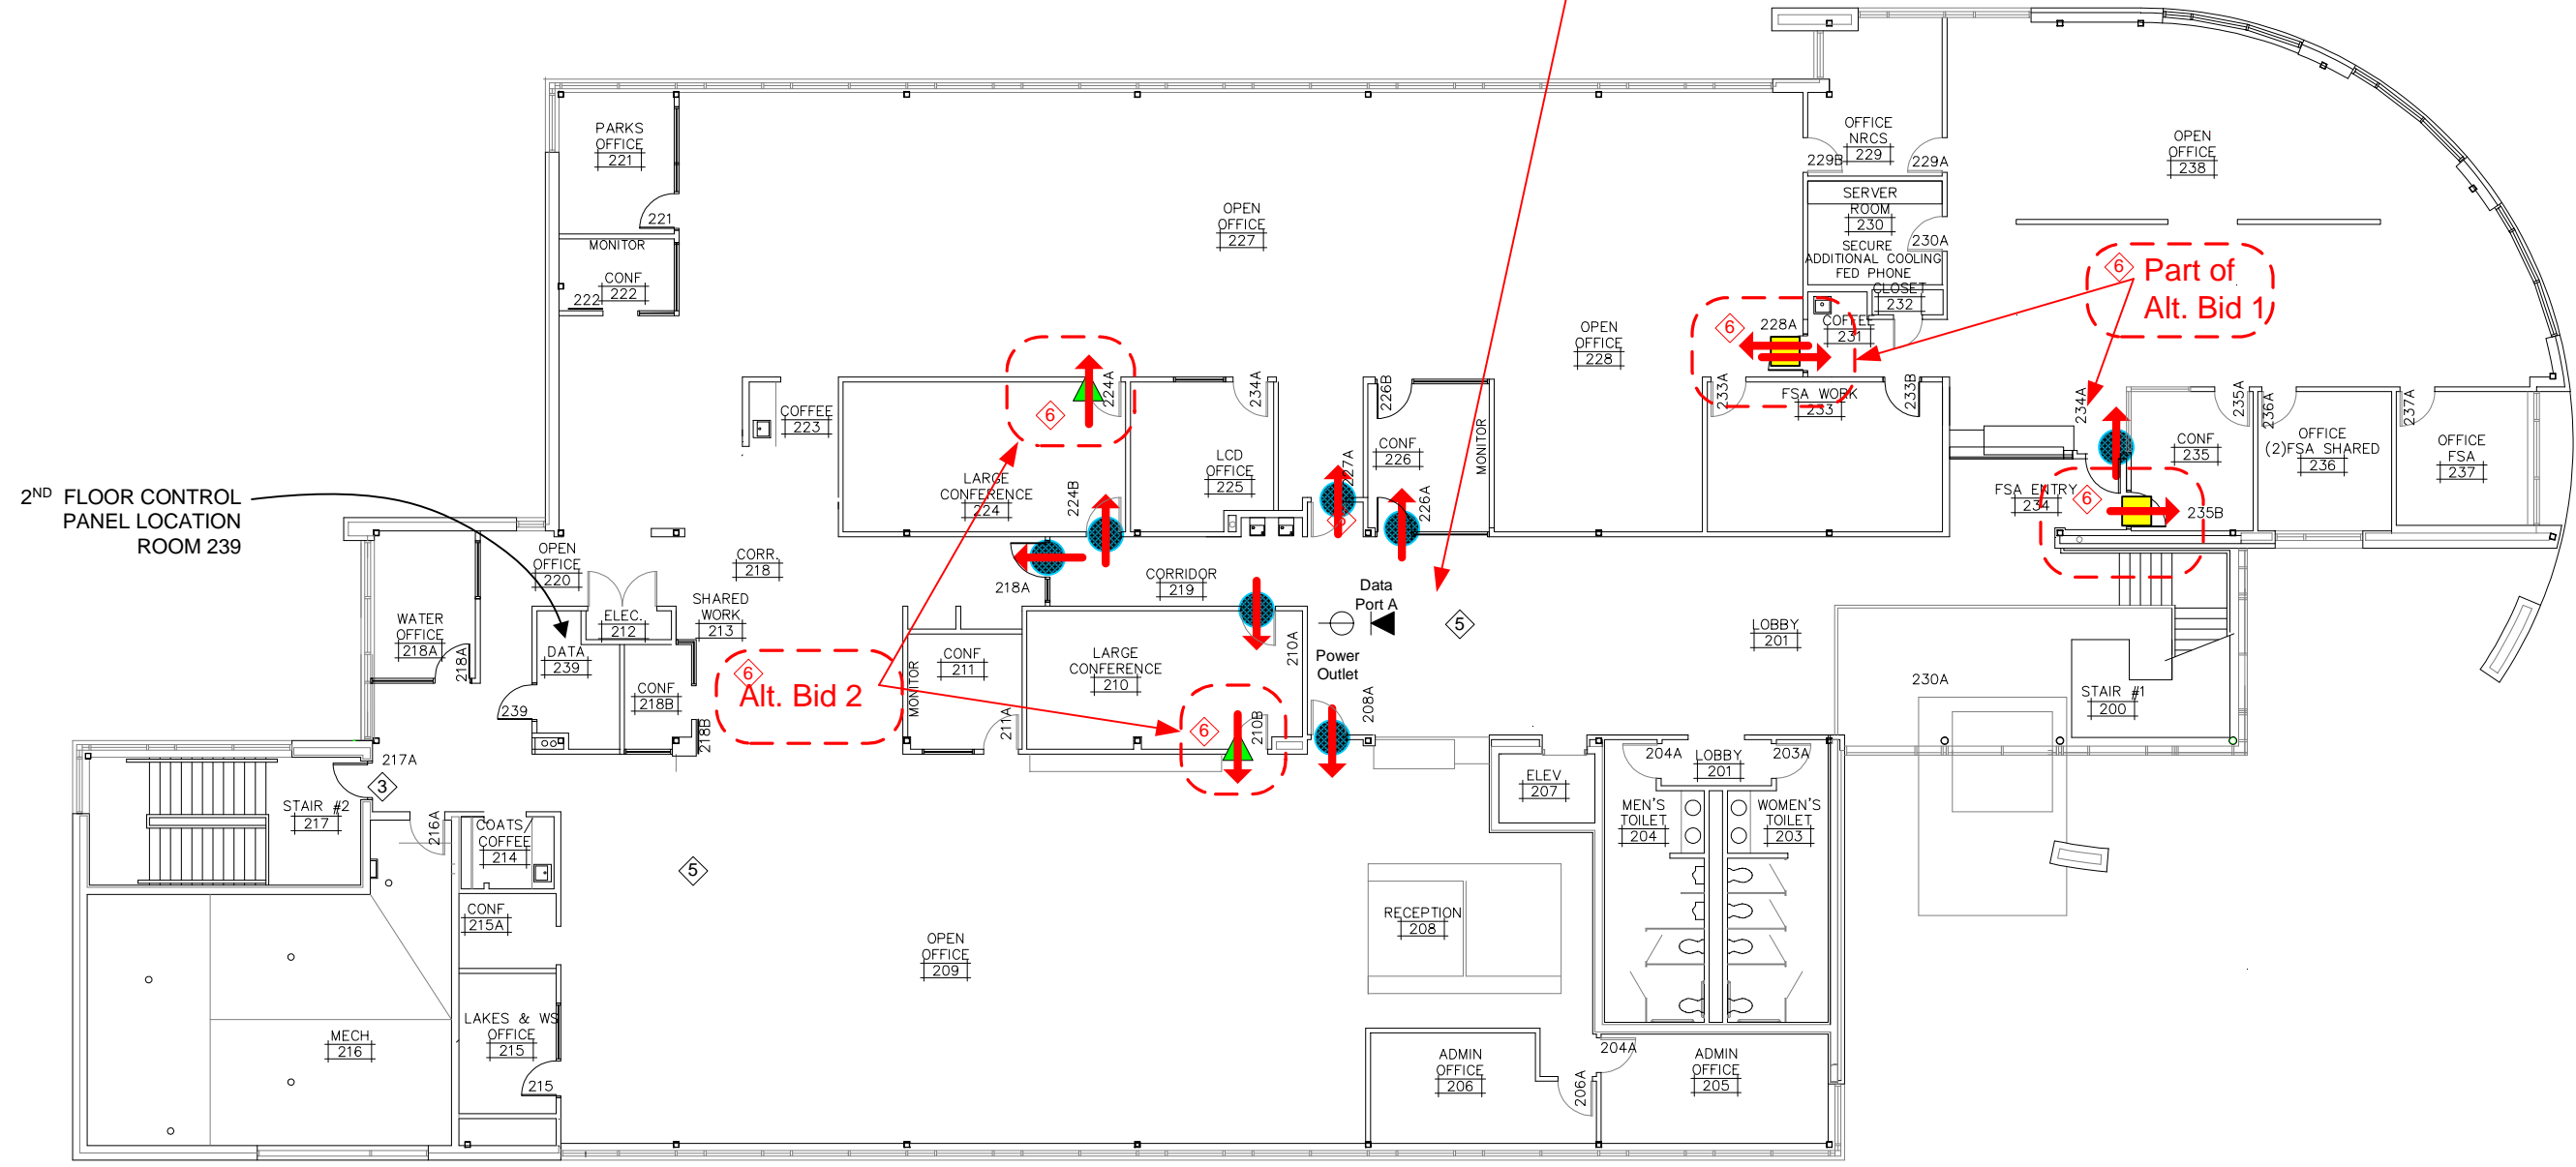 PARKS
OFFICE
221
221
MONITOR
CONF
222
222
OPEN
OFFICE
227
OFFICE
NRCS
229
229B
229A
SERVER
ROOM
230
SECURE
230A
ADDITIONAL COOLING
FED PHONE
CLOSET
232
COFFEE
231
228A
6
OPEN
OFFICE
228
OPEN
OFFICE
238
6 Part of
Alt. Bid 1
COFFEE
223
LARGE
CONFERENCE
224
224A
6
224B
LCD
OFFICE
225
234A
227A
6
226B
CONF
226
226A
MONITOR
233A
FSA WORK
233
233B
234A
FSA ENTRY
234
6
235B
CONF
235
235A
236A
OFFICE
(2)FSA SHARED
236
237A
OFFICE
FSA
237
2ND FLOOR CONTROL
PANEL LOCATION
ROOM 239
OPEN
OFFICE
220
CORR.
218
218A
CORRIDOR
219
WATER
OFFICE
218A
218A
ELEC.
212
SHARED
WORK
213
DATA
239
239
CONF
218B
218B
6
Alt. Bid 2
MONITOR
CONF
211
211A
LARGE
CONFERENCE
210
210A
210B
6
Data
Port A
Power
Outlet
208A
5
LOBBY
201
230A
STAIR #1
200
217A
3
STAIR #2
217
216A
COATS/
COFFEE
214
5
CONF
215A
LAKES & WS
OFFICE
215
215
MECH
216
OPEN
OFFICE
209
ELEV
207
204A
LOBBY
201
203A
MEN'S
TOILET
204
WOMEN'S
TOILET
203
RECEPTION
208
ADMIN
OFFICE
206
206A
204A
ADMIN
OFFICE
205